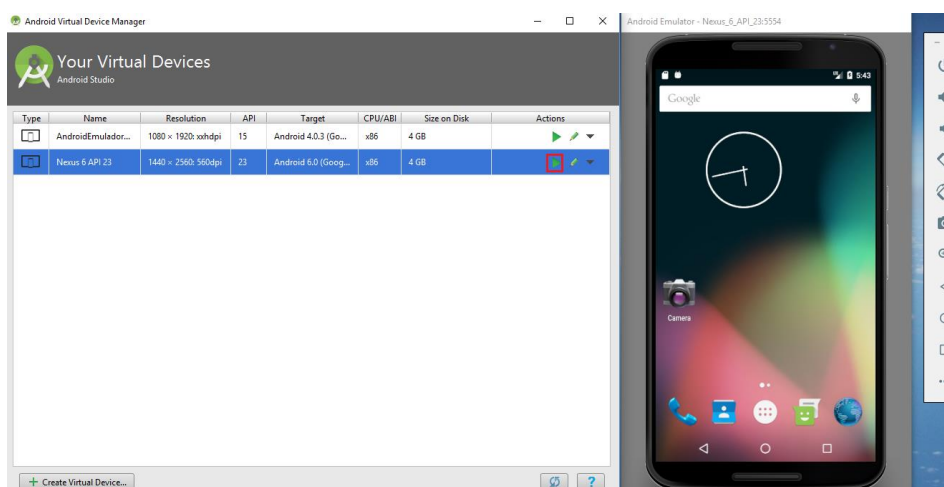 Android Virtual Device Manager
Your Virtual Devices
Android Studio
Type Name Resolution API Target CPU/ABI Size on Disk Actions
AndroidEmulador... 1080 × 1920: xxhdpi 15 Android 4.0.3 (Go... x86 4 GB
Nexus 6 API 23 1440 × 2560: 560dpi 23 Android 6.0 (Goog... x86 4 GB
+ Create Virtual Device...
?
Android Emulator - Nexus_6_API_23:5554
5:43
Google
Camera